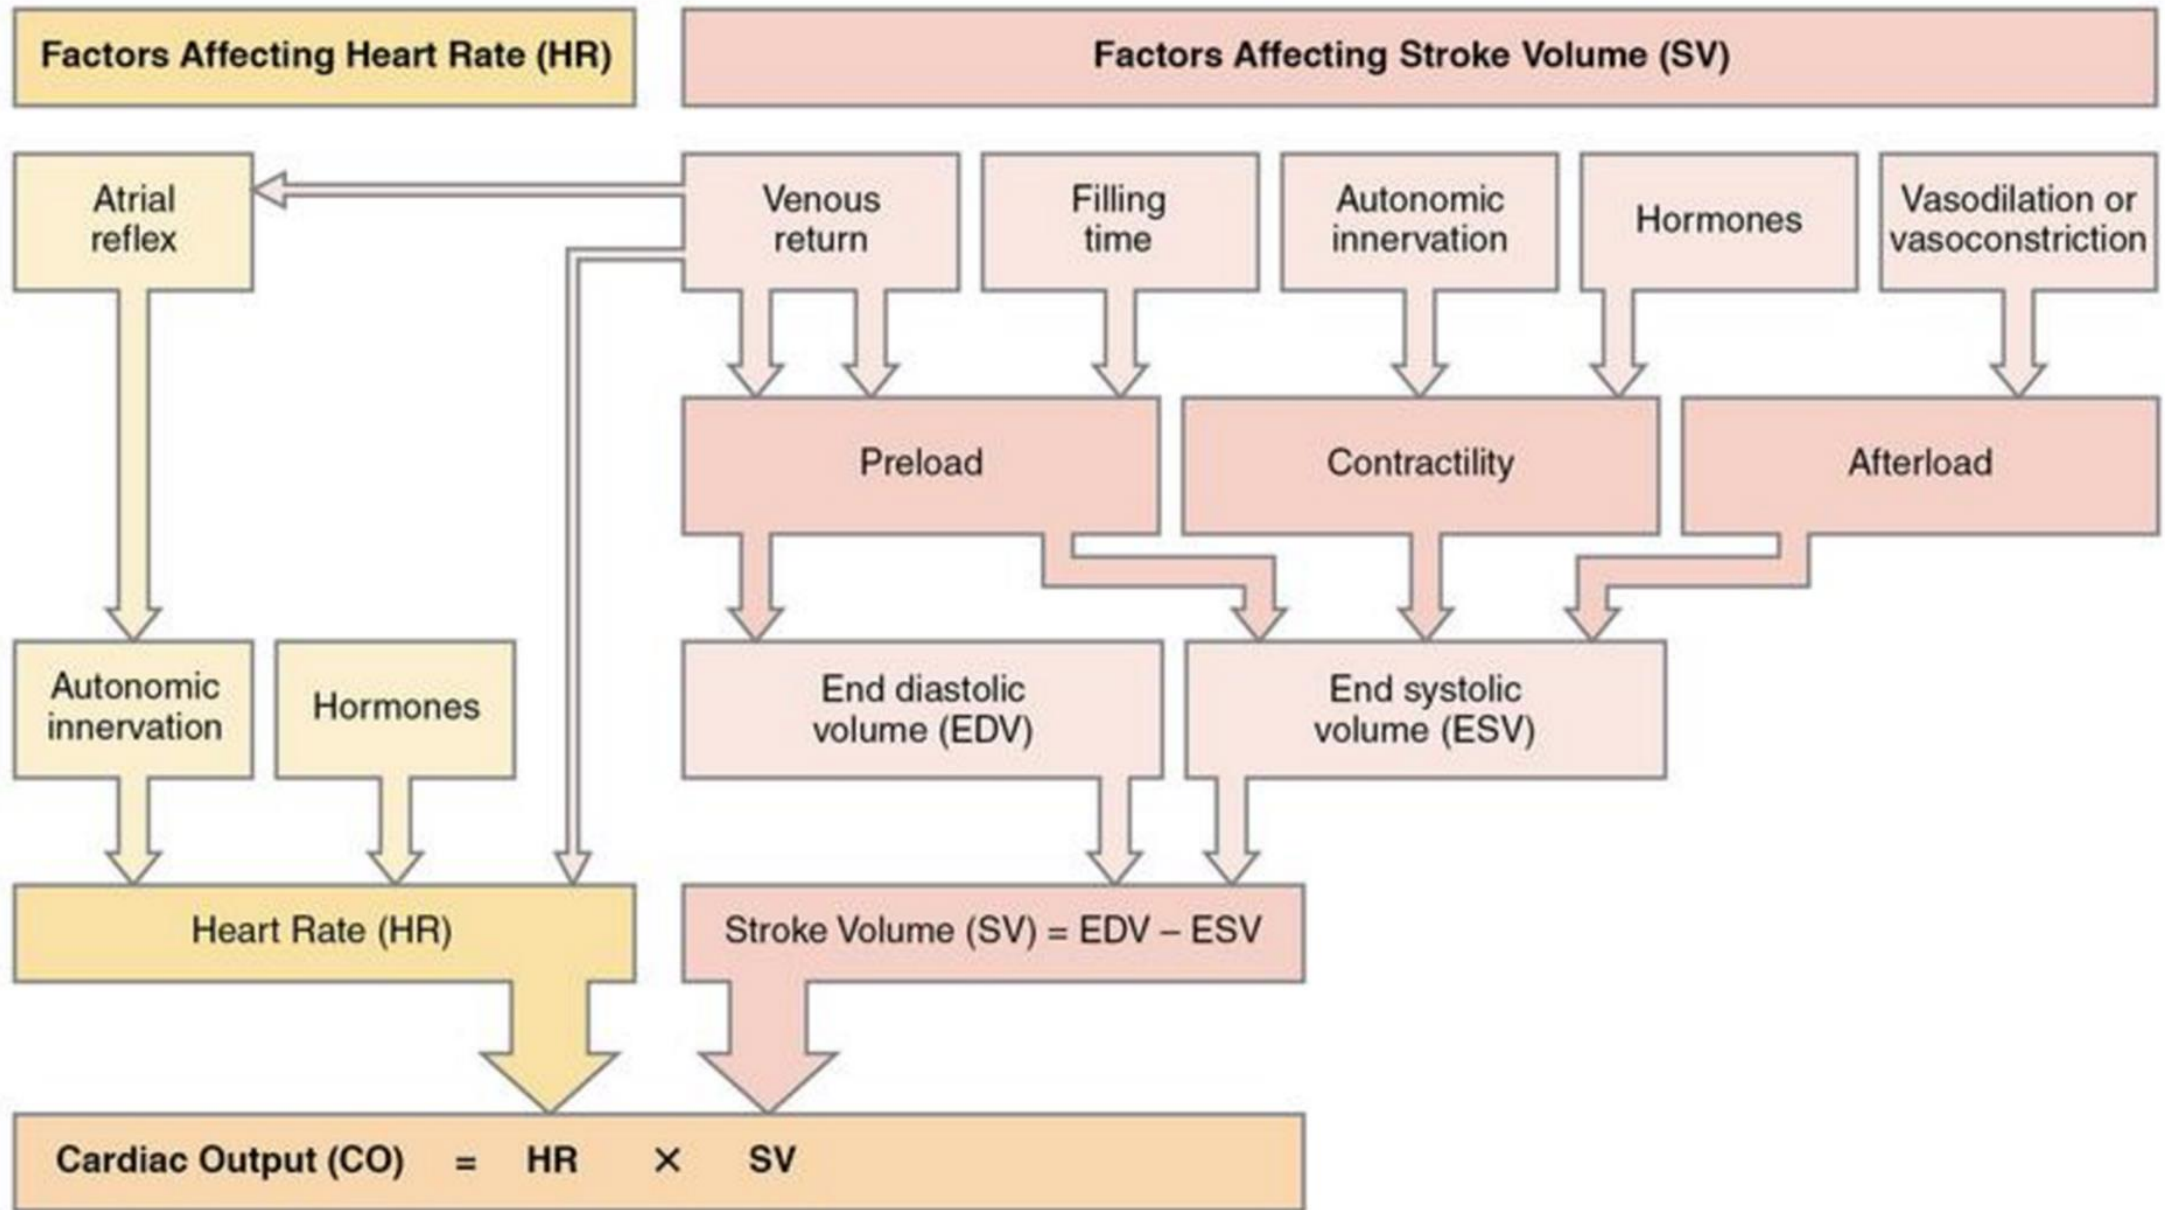 Factors Affecting Heart Rate (HR)
Factors Affecting Stroke Volume (SV)
Atrial
reflex
Venous
return
Filling
time
Autonomic
innervation
Hormones
Vasodilation or
vasoconstriction
Preload
Contractility
Afterload
Autonomic
innervation
Hormones
End diastolic
volume (EDV)
End systolic
volume (ESV)
Heart Rate (HR)
Stroke Volume (SV) = EDV – ESV
Cardiac Output (CO) = HR × SV